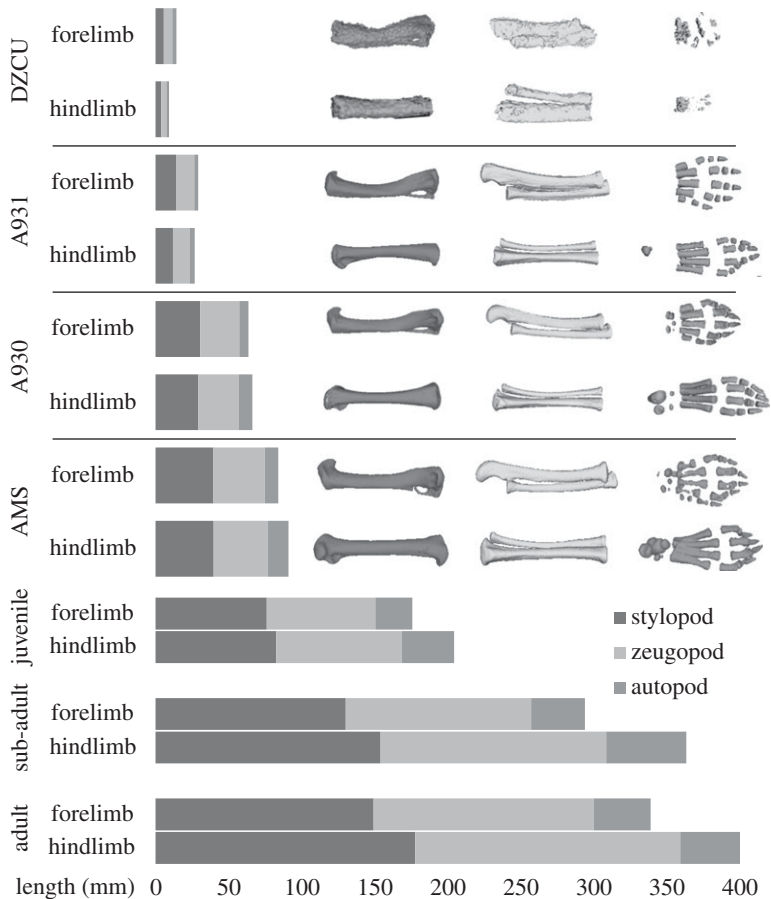 DZCU
forelimb
hindlimb
A931
forelimb
hindlimb
A930
forelimb
hindlimb
AMS
forelimb
hindlimb
juvenile
forelimb
hindlimb
stylopod
zeugopod
autopod
sub-adult
forelimb
hindlimb
adult
forelimb
hindlimb
length (mm) 0 50 100 150 200 250 300 350 400